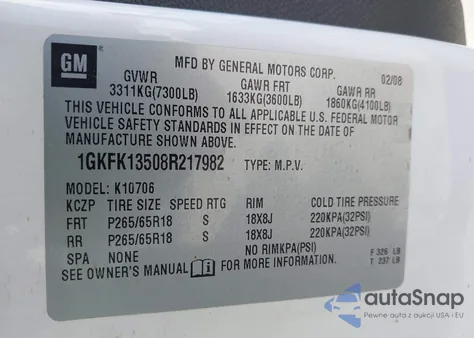 GM
MFD BY GENERAL MOTORS CORP. 02/08
GVWR GAWR FRT GAWR RR
3311KG(7300LB) 1633KG(3600LB) 1860KG(4100LB)
THIS VEHICLE CONFORMS TO ALL APPLICABLE U.S. FEDERAL MOTOR
VEHICLE SAFETY STANDARDS IN EFFECT ON THE DATE OF
MANUFACTURE SHOWN ABOVE.
1GKFK13508R217982 TYPE: M.P.V.
MODEL: K10706
KCZP TIRE SIZE SPEED RTG RIM COLD TIRE PRESSURE
FRT P265/65R18 S 18X8J 220KPA(32PSI)
RR P265/65R18 S 18X8J 220KPA(32PSI)
SPA NONE NO RIMKPA(PSI)
SEE OWNER'S MANUAL FOR MORE INFORMATION.
F 326 LB
T 237 LB
autoSnap
Pewne auta z aukcji USA i EU